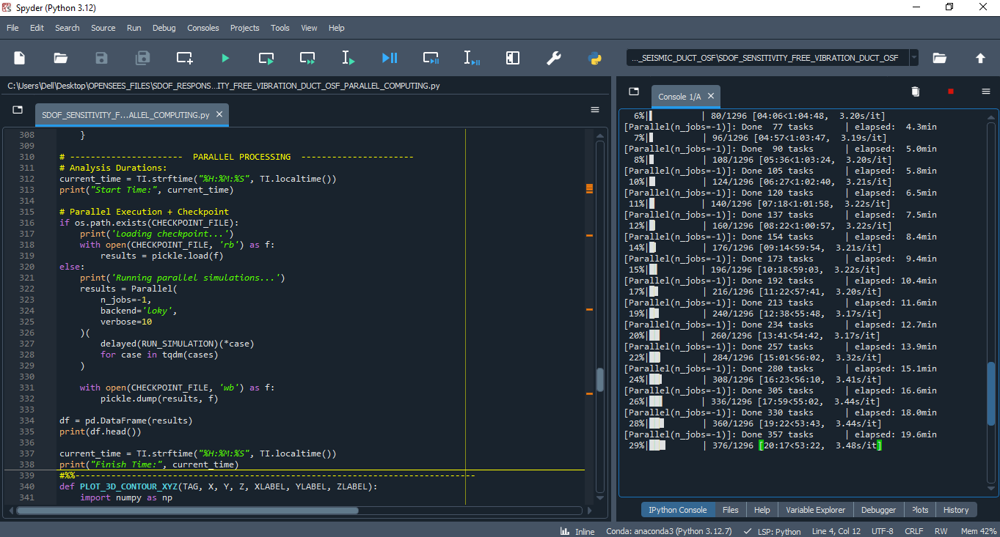 Spyder (Python 3.12)
File Edit Search Source Run Debug Consoles Projects Tools View Help
..._SEISMIC_DUCT_OSF\SDOF_SENSITIVITY_FREE_VIBRATION_DUCT_OSF
C:\Users\Dell\Desktop\OPENSEES_FILES\SDOF_RESPONS...ITY_FREE_VIBRATION_DUCT_OSF_PARALLEL_COMPUTING.py
SDOF_SENSITIVITY_F...ALLEL_COMPUTING.py
308 }
309
310 # ---------------------- PARALLEL PROCESSING ----------------------
311 # Analysis Durations:
312 current_time = TI.strftime("%H:%M:%S", TI.localtime())
313 print("Start Time:", current_time)
314
315 # Parallel Execution + Checkpoint
316 if os.path.exists(CHECKPOINT_FILE):
317 print('Loading checkpoint...')
318 with open(CHECKPOINT_FILE, 'rb') as f:
319 results = pickle.load(f)
320 else:
321 print('Running parallel simulations...')
322 results = Parallel(
323 n_jobs=-1,
324 backend='loky',
325 verbose=10
326 )(
327 delayed(RUN_SIMULATION)(*case)
328 for case in tqdm(cases)
329 )
330
331 with open(CHECKPOINT_FILE, 'wb') as f:
332 pickle.dump(results, f)
333
334 df = pd.DataFrame(results)
335 print(df.head())
336
337 current_time = TI.strftime("%H:%M:%S", TI.localtime())
338 print("Finish Time:", current_time)
339 #%%------------------------------------------------------------------------------
340 def PLOT_3D_CONTOUR_XYZ(TAG, X, Y, Z, XLABEL, YLABEL, ZLABEL):
341 import numpy as np
Console 1/A
6%| | 80/1296 [04:06<1:04:48, 3.20s/it]
[Parallel(n_jobs=-1)]: Done 77 tasks | elapsed: 4.3min
7%| | 96/1296 [04:57<1:03:47, 3.19s/it]
[Parallel(n_jobs=-1)]: Done 90 tasks | elapsed: 5.0min
8%| | 108/1296 [05:36<1:03:24, 3.20s/it]
[Parallel(n_jobs=-1)]: Done 105 tasks | elapsed: 5.8min
10%| | 124/1296 [06:27<1:02:40, 3.21s/it]
[Parallel(n_jobs=-1)]: Done 120 tasks | elapsed: 6.5min
11%| | 140/1296 [07:18<1:01:58, 3.22s/it]
[Parallel(n_jobs=-1)]: Done 137 tasks | elapsed: 7.5min
12%| | 160/1296 [08:22<1:00:57, 3.22s/it]
[Parallel(n_jobs=-1)]: Done 154 tasks | elapsed: 8.4min
14%| | 176/1296 [09:14<59:54, 3.21s/it]
[Parallel(n_jobs=-1)]: Done 173 tasks | elapsed: 9.4min
15%| | 196/1296 [10:18<59:03, 3.22s/it]
[Parallel(n_jobs=-1)]: Done 192 tasks | elapsed: 10.4min
17%| | 216/1296 [11:22<57:41, 3.20s/it]
[Parallel(n_jobs=-1)]: Done 213 tasks | elapsed: 11.6min
19%| | 240/1296 [12:38<55:48, 3.17s/it]
[Parallel(n_jobs=-1)]: Done 234 tasks | elapsed: 12.7min
20%| | 260/1296 [13:41<54:42, 3.17s/it]
[Parallel(n_jobs=-1)]: Done 257 tasks | elapsed: 13.9min
22%| | 284/1296 [15:01<56:02, 3.32s/it]
[Parallel(n_jobs=-1)]: Done 280 tasks | elapsed: 15.1min
24%| | 308/1296 [16:23<56:10, 3.41s/it]
[Parallel(n_jobs=-1)]: Done 305 tasks | elapsed: 16.6min
26%| | 336/1296 [17:59<55:02, 3.44s/it]
[Parallel(n_jobs=-1)]: Done 330 tasks | elapsed: 18.0min
28%| | 360/1296 [19:22<53:43, 3.44s/it]
[Parallel(n_jobs=-1)]: Done 357 tasks | elapsed: 19.6min
29%| | 376/1296 [20:17<53:22, 3.48s/it]
IPython Console Files Help Variable Explorer Debugger Plots History
Inline Conda: anaconda3 (Python 3.12.7) LSP: Python Line 4, Col 12 UTF-8 CRLF RW Mem 42%